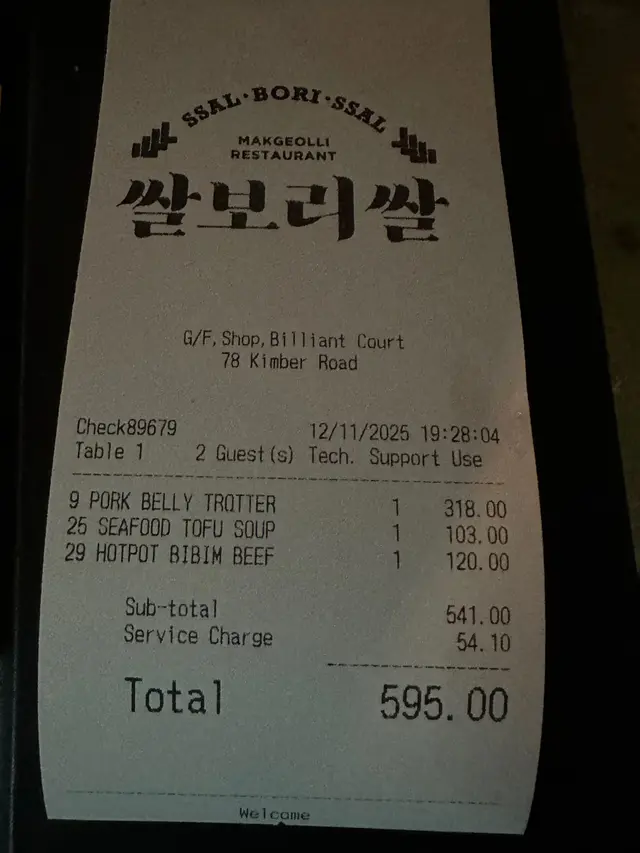 SSAL·BORI·SSAL
MAKGEOLLI
RESTAURANT
쌀보리쌀
G/F, Shop, Billiant Court
78 Kimber Road
Check89679 12/11/2025 19:28:04
Table 1 2 Guest(s) Tech. Support Use
9 PORK BELLY TROTTER 1 318.00
25 SEAFOOD TOFU SOUP 1 103.00
29 HOTPOT BIBIM BEEF 1 120.00
Sub-total 541.00
Service Charge 54.10
Total 595.00
Welcome